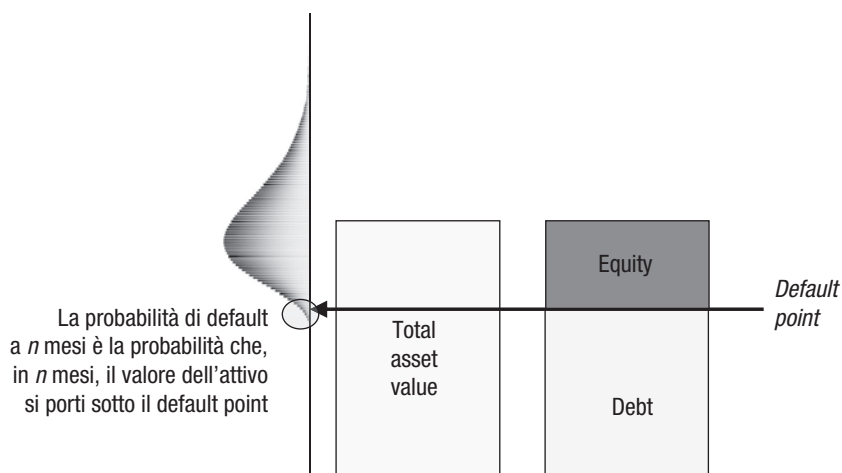 Equity
Default
point
La probabilità di default
a n mesi è la probabilità che,
in n mesi, il valore dell'attivo
si porti sotto il default point
Total
asset
value
Debt